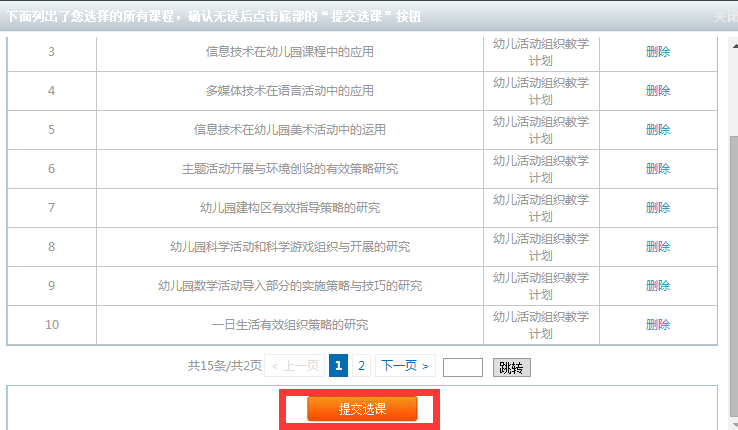 下面列出了您选择的所有课程，确认无误后点击底部的“提交选课”按钮 关闭
3 信息技术在幼儿园课程中的应用 幼儿活动组织教学计划 删除
4 多媒体技术在语言活动中的应用 幼儿活动组织教学计划 删除
5 信息技术在幼儿园美术活动中的运用 幼儿活动组织教学计划 删除
6 主题活动开展与环境创设的有效策略研究 幼儿活动组织教学计划 删除
7 幼儿园建构区有效指导策略的研究 幼儿活动组织教学计划 删除
8 幼儿园科学活动和科学游戏组织与开展的研究 幼儿活动组织教学计划 删除
9 幼儿园数学活动导入部分的实施策略与技巧的研究 幼儿活动组织教学计划 删除
10 一日生活有效组织策略的研究 幼儿活动组织教学计划 删除
共15条/共2页 < 上一页 1 2 下一页 > 跳转
提交选课